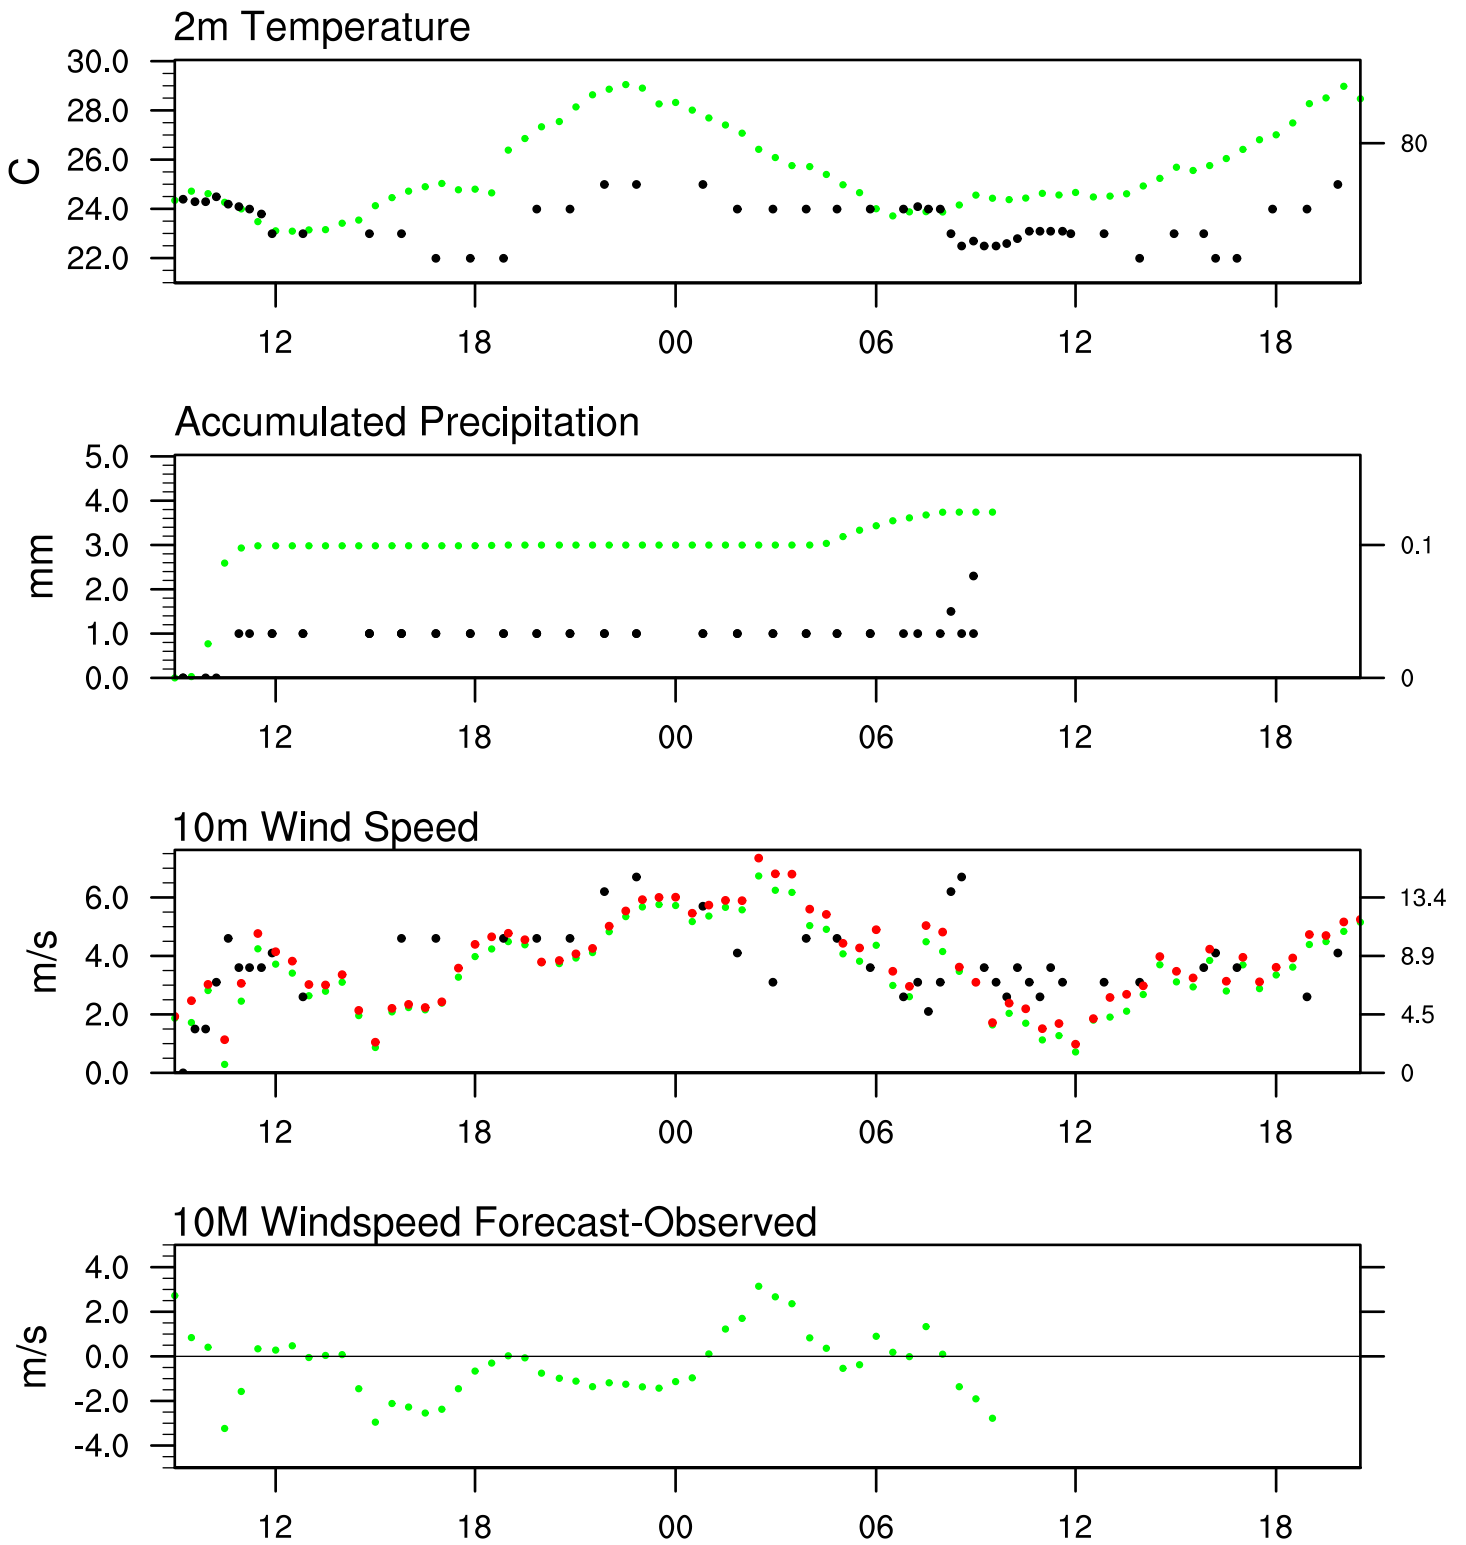 2m Temperature
30.0
28.0
26.0
24.0
22.0
C
80
12 18 00 06 12 18
Accumulated Precipitation
5.0
4.0
3.0
2.0
1.0
0.0
mm
0.1
0
12 18 00 06 12 18
10m Wind Speed
6.0
4.0
2.0
0.0
m/s
13.4
8.9
4.5
0
12 18 00 06 12 18
10M Windspeed Forecast-Observed
4.0
2.0
0.0
-2.0
-4.0
m/s
12 18 00 06 12 18